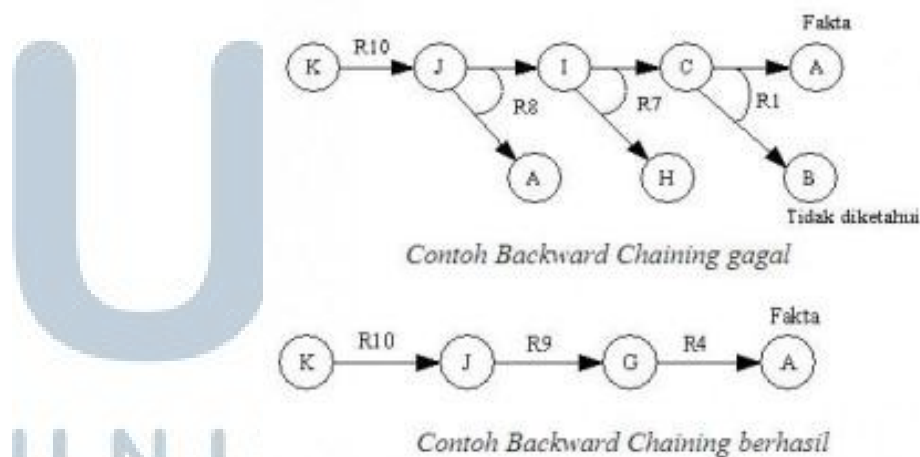 Fakta
K R10 J I C A
R8 R7 R1
A H B
Tidak diketahui
Contoh Backward Chaining gagal
Fakta
K R10 J R9 G R4 A
Contoh Backward Chaining berhasil
U
U N I